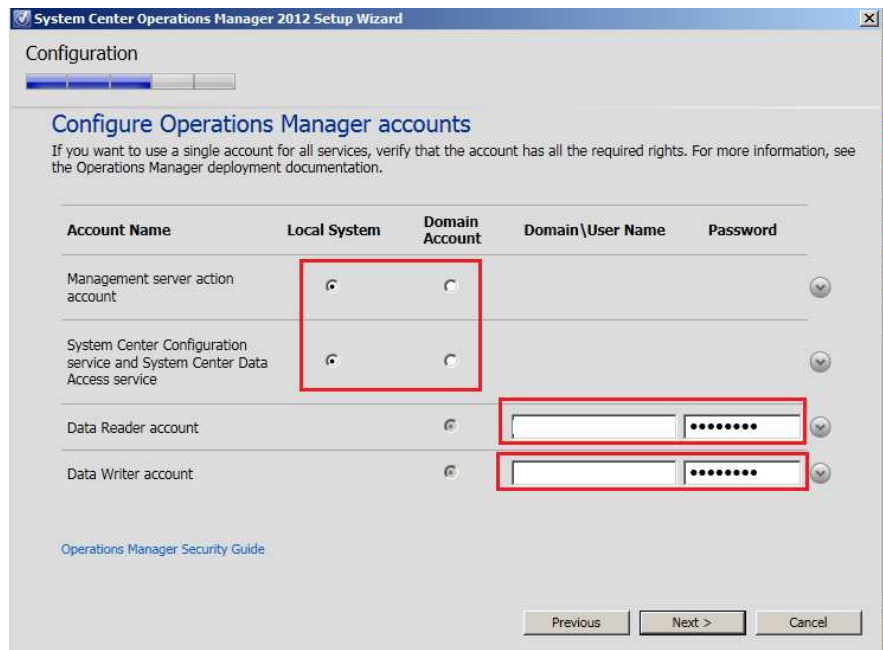 System Center Operations Manager 2012 Setup Wizard
Configuration
Configure Operations Manager accounts
If you want to use a single account for all services, verify that the account has all the required rights. For more information, see
the Operations Manager deployment documentation.
Account Name Local System Domain Account Domain\User Name Password
Management server action
account
System Center Configuration
service and System Center Data
Access service
Data Reader account ••••••••
Data Writer account ••••••••
Operations Manager Security Guide
Previous Next > Cancel